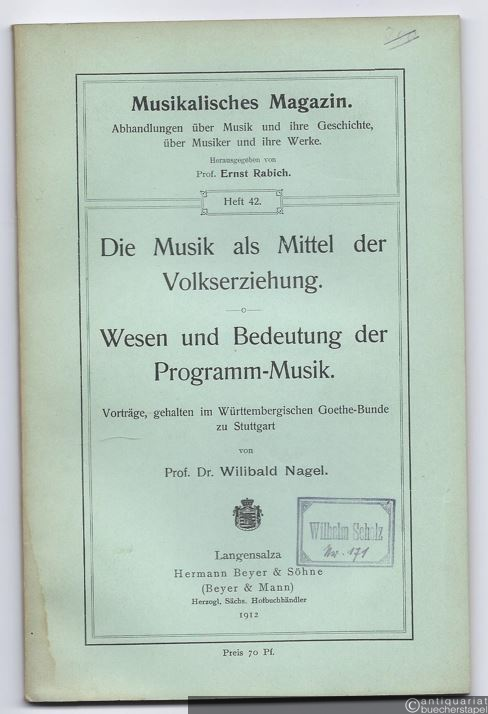 Musikalisches Magazin.
Abhandlungen über Musik und ihre Geschichte,
über Musiker und ihre Werke.
Herausgegeben von
Prof. Ernst Rabich.
Heft 42.
Die Musik als Mittel der
Volkserziehung.
Wesen und Bedeutung der
Programm-Musik.
Vorträge, gehalten im Württembergischen Goethe-Bunde
zu Stuttgart
von
Prof. Dr. Wilibald Nagel.
Wilhelm Scholz
Nr. 171
Langensalza
Hermann Beyer & Söhne
(Beyer & Mann)
Herzogl. Sächs. Hofbuchhändler
1912
Preis 70 Pf.
©antiquariat
buecherstapel